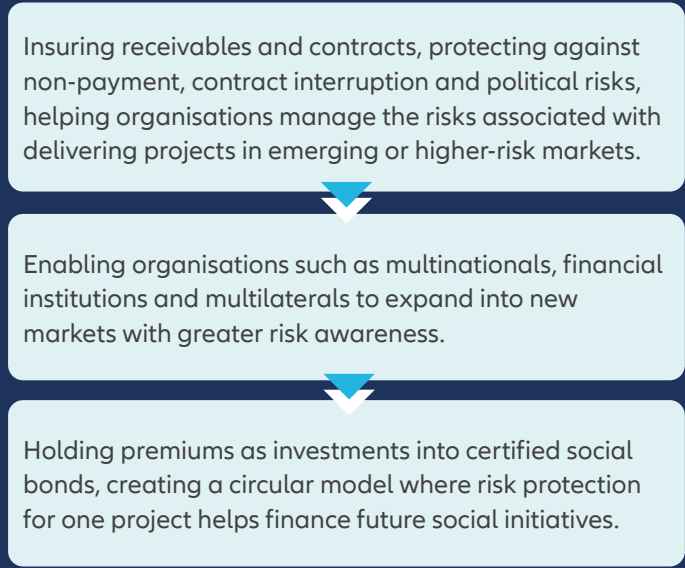 Insuring receivables and contracts, protecting against
non-payment, contract interruption and political risks,
helping organisations manage the risks associated with
delivering projects in emerging or higher-risk markets.
Enabling organisations such as multinationals, financial
institutions and multilaterals to expand into new
markets with greater risk awareness.
Holding premiums as investments into certified social
bonds, creating a circular model where risk protection
for one project helps finance future social initiatives.